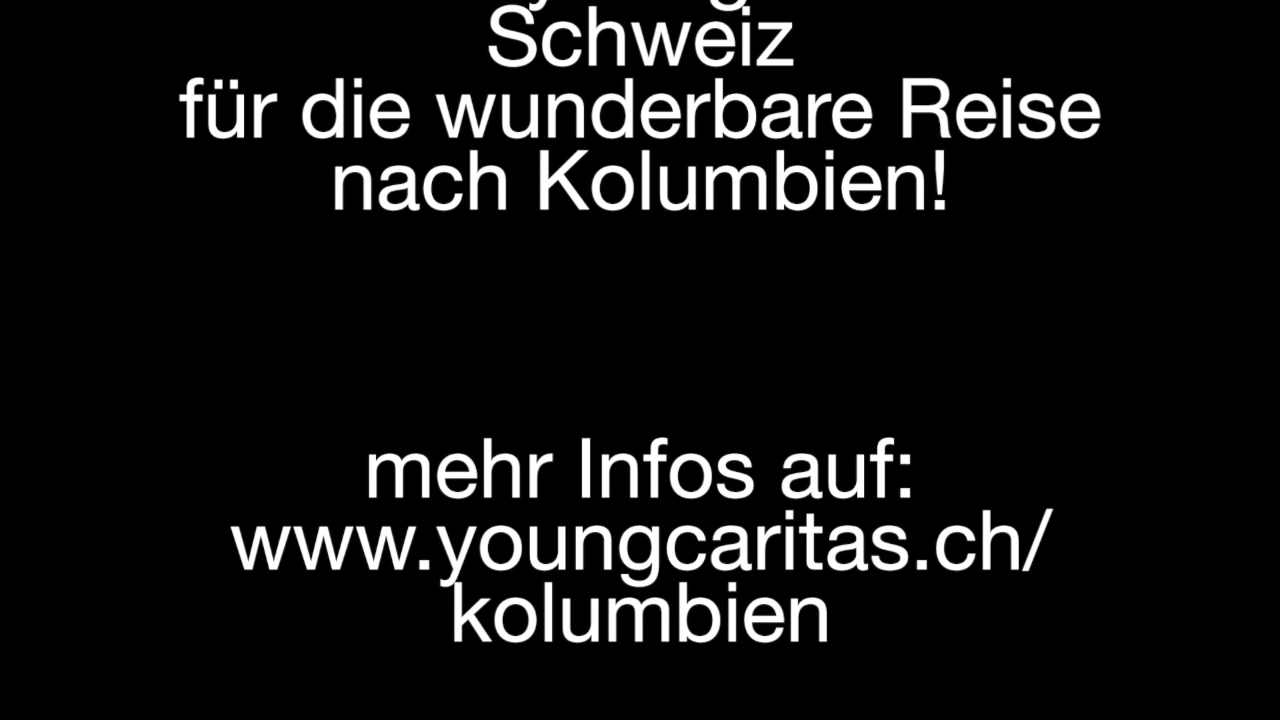 Schweiz
für die wunderbare Reise
nach Kolumbien!
mehr Infos auf:
www.youngcaritas.ch/
kolumbien